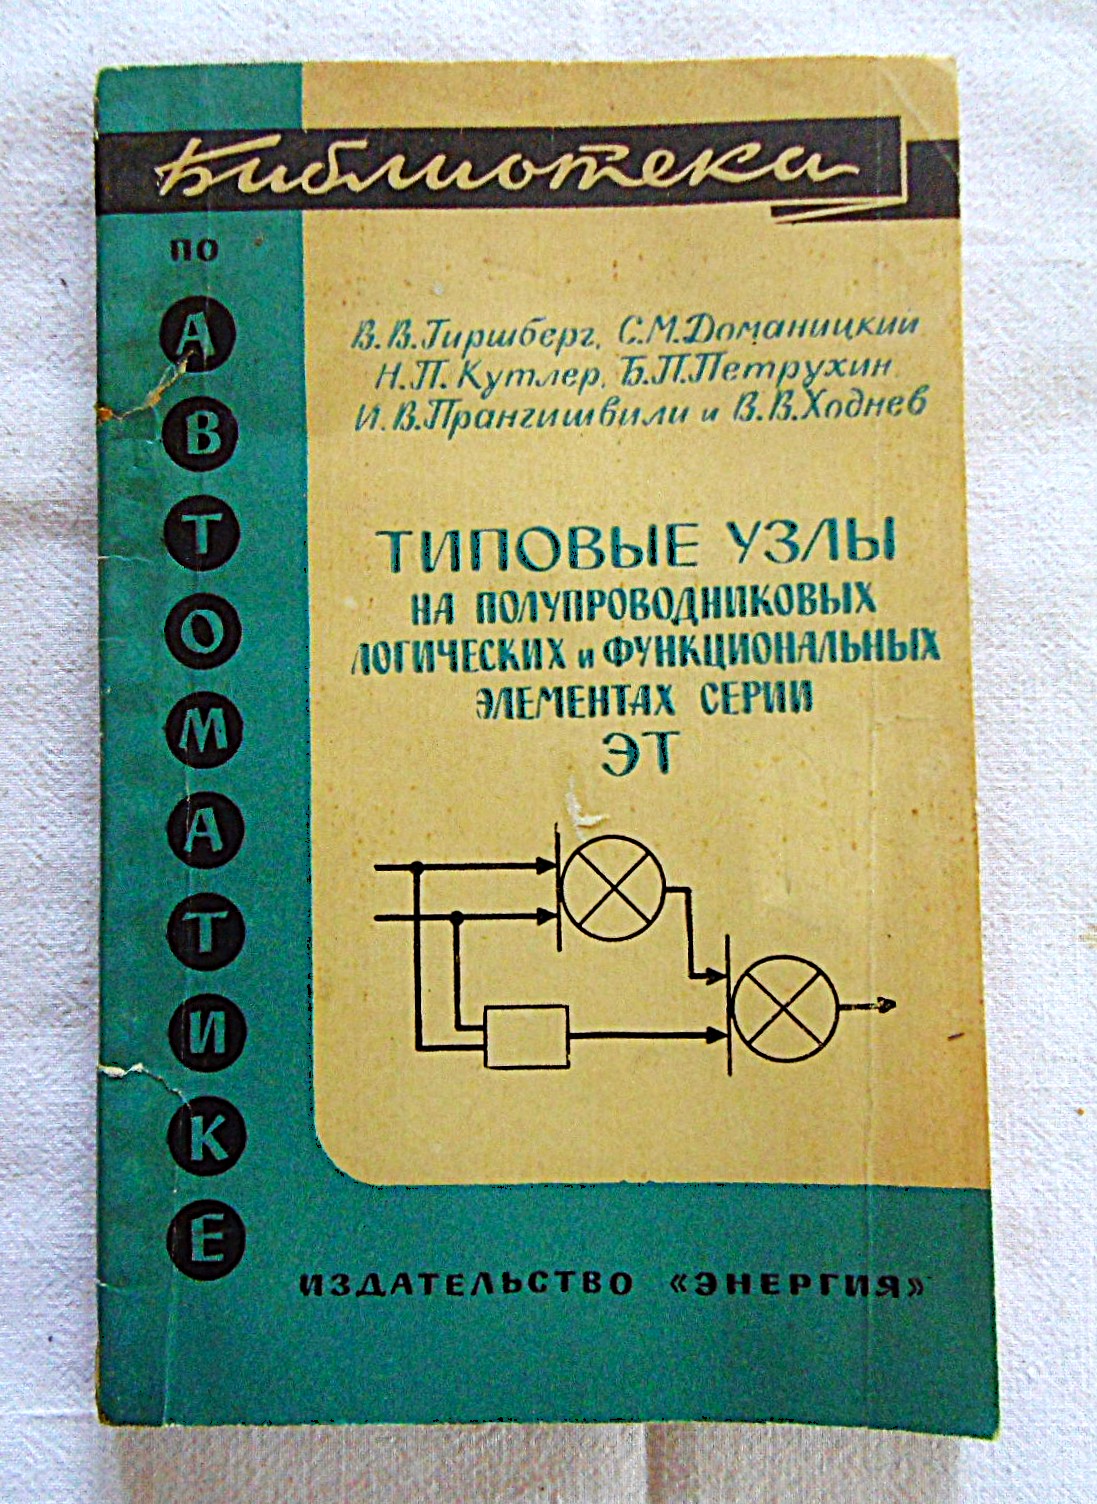 Библиотека
ПО
АВТОМАТИКЕ
В.В.Гиршберг, С.М.Доманицкий
Н.П.Кутлер, Б.П.Петрухин
И.В.Прангишвили и В.В.Ходнев
ТИПОВЫЕ УЗЛЫ
НА ПОЛУПРОВОДНИКОВЫХ
ЛОГИЧЕСКИХ и ФУНКЦИОНАЛЬНЫХ
ЭЛЕМЕНТАХ СЕРИИ
ЭТ
ИЗДАТЕЛЬСТВО «ЭНЕРГИЯ»